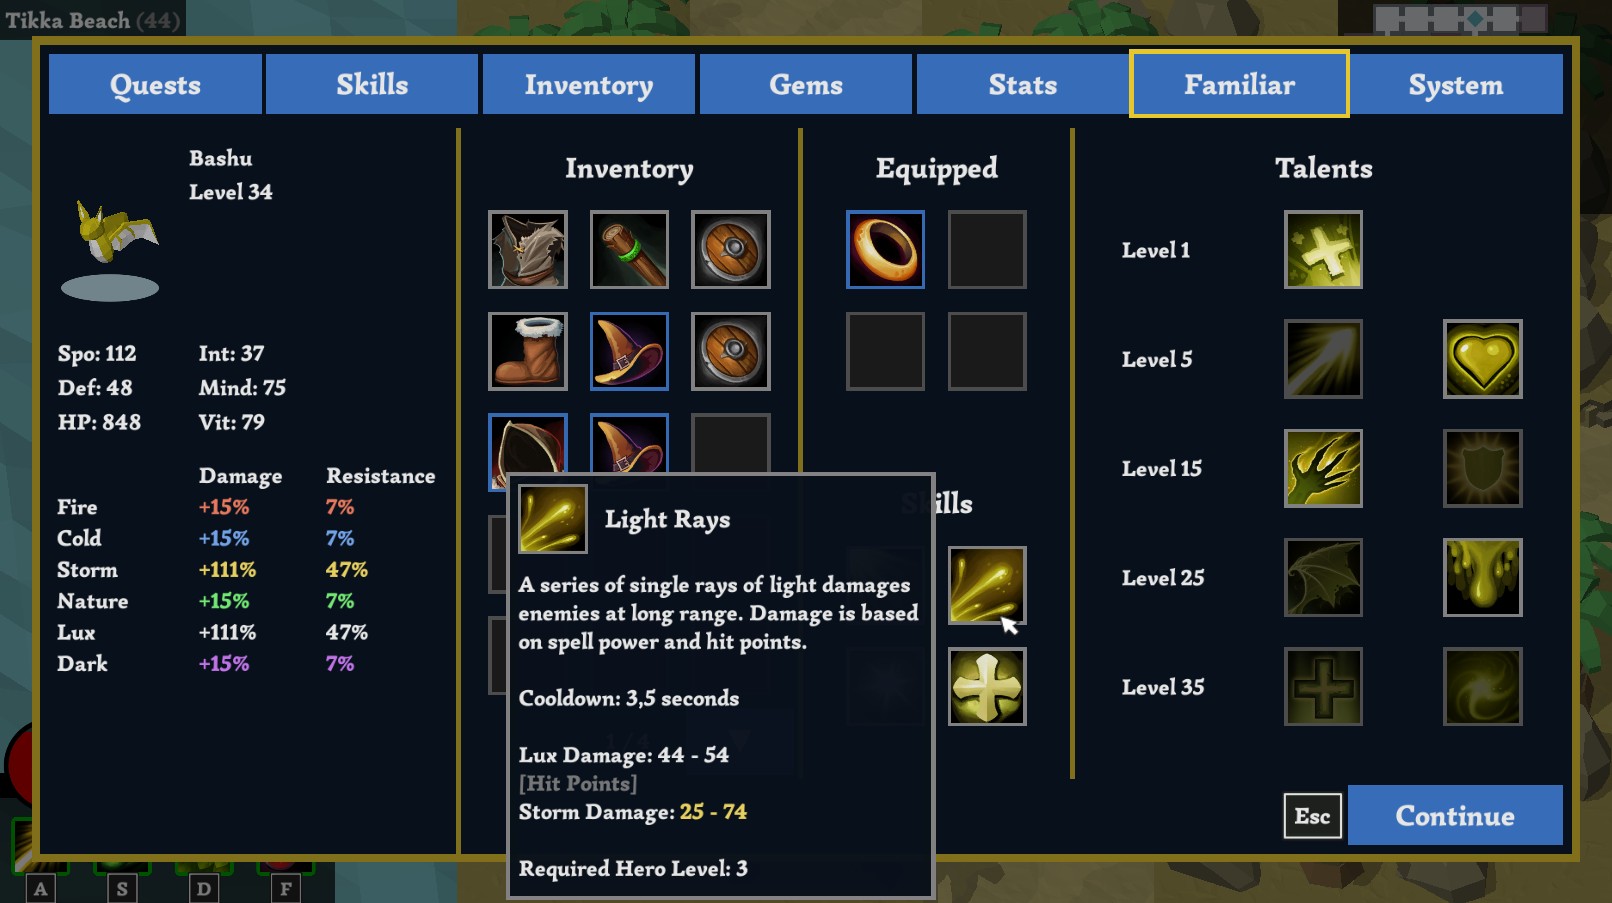 Tikka Beach (44)
Quests
Skills
Inventory
Gems
Stats
Familiar
System
Bashu
Level 34
Spo: 112
Int: 37
Def: 48
Mind: 75
HP: 848
Vit: 79
Damage
Resistance
Fire +15% 7%
Cold +15% 7%
Storm +111% 47%
Nature +15% 7%
Lux +111% 47%
Dark +15% 7%
Inventory
Equipped
Skills
Light Rays
A series of single rays of light damages
enemies at long range. Damage is based
on spell power and hit points.
Cooldown: 3,5 seconds
Lux Damage: 44 - 54
[Hit Points]
Storm Damage: 25 - 74
Required Hero Level: 3
Talents
Level 1
Level 5
Level 15
Level 25
Level 35
Esc
Continue
A
S
D
F